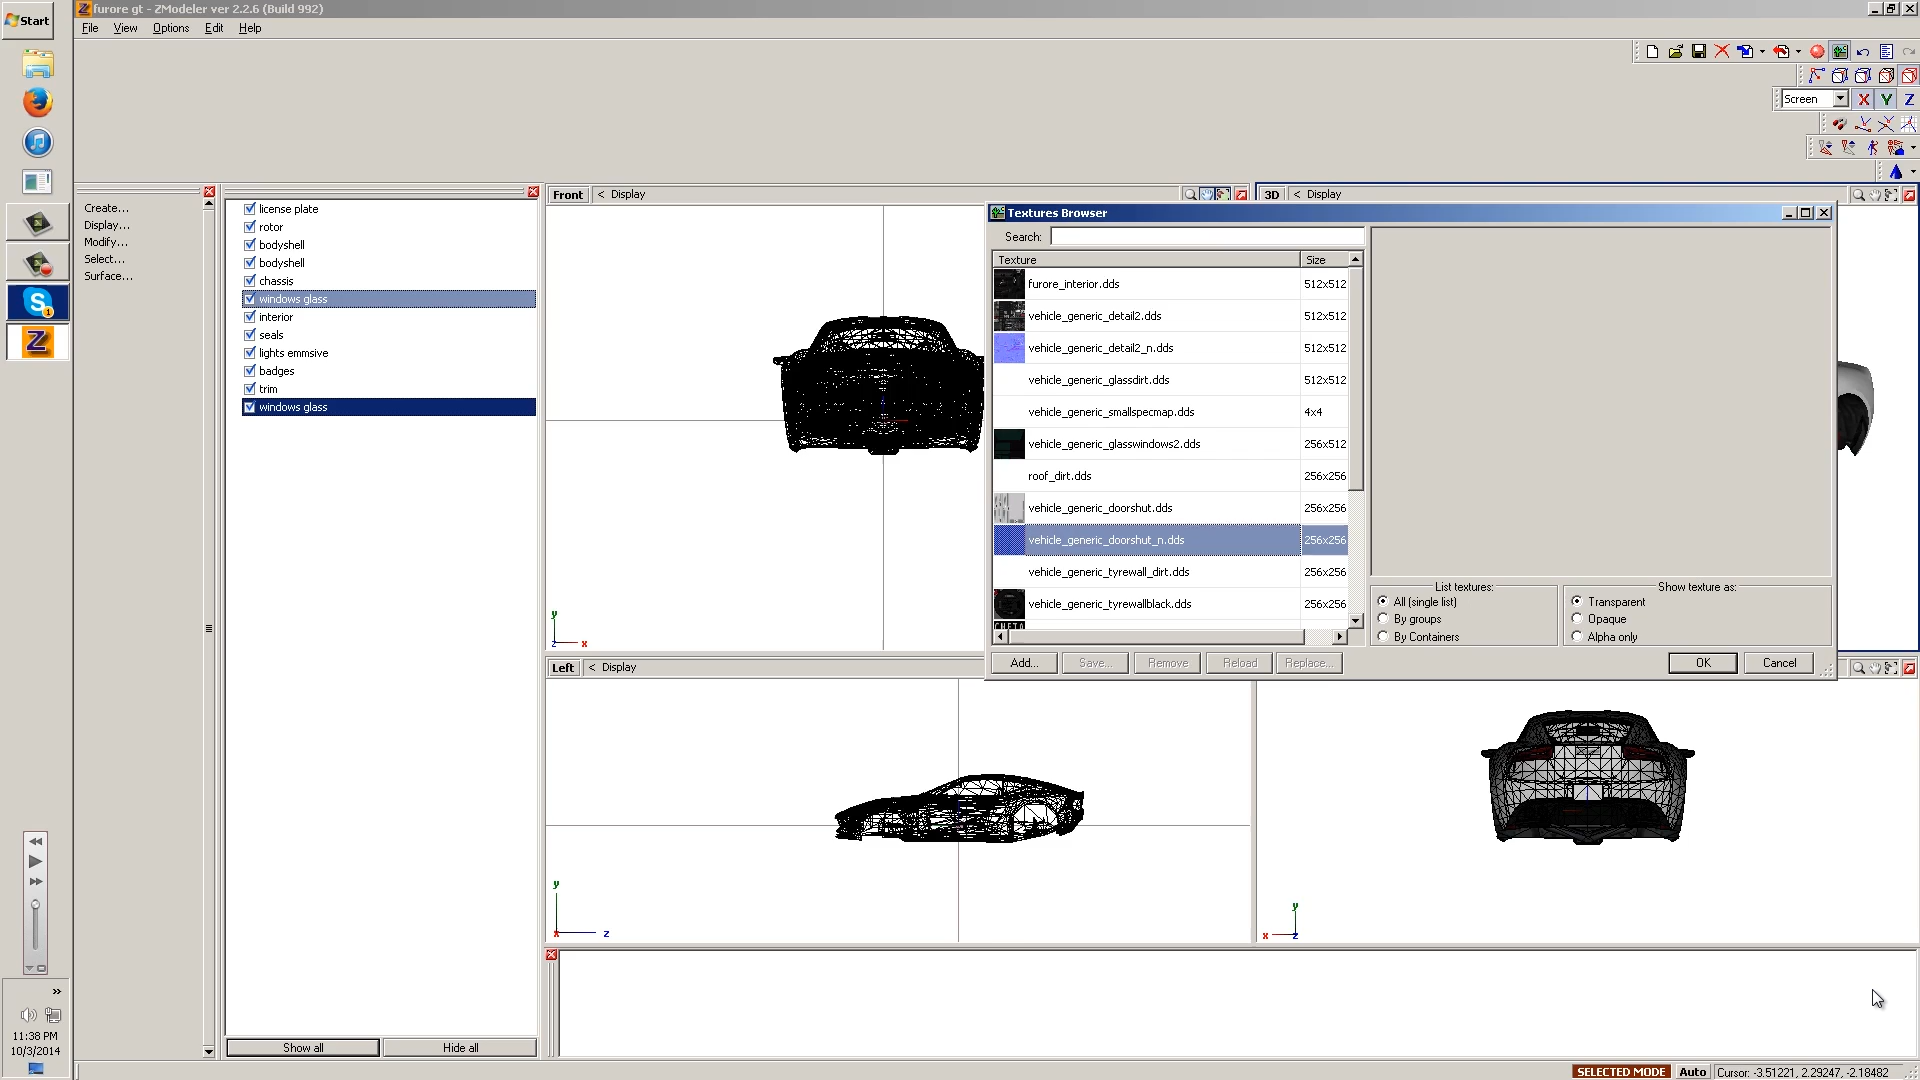 Start
furore gt - ZModeler ver 2.2.6 (Build 992)
File View Options Edit Help
Screen X Y Z
Create...
Display...
Modify...
Select...
Surface...
license plate
rotor
bodyshell
bodyshell
chassis
windows glass
interior
seals
lights emmsive
badges
trim
windows glass
Show all
Hide all
Front < Display
3D < Display
Left < Display
Textures Browser
Search:
Texture Size
furore_interior.dds 512x512
vehicle_generic_detail2.dds 512x512
vehicle_generic_detail2_n.dds 512x512
vehicle_generic_glassdirt.dds 512x512
vehicle_generic_smallspecmap.dds 4x4
vehicle_generic_glasswindows2.dds 256x512
roof_dirt.dds 256x256
vehicle_generic_doorshut.dds 256x256
vehicle_generic_doorshut_n.dds 256x256
vehicle_generic_tyrewall_dirt.dds 256x256
vehicle_generic_tyrewallblack.dds 256x256
List textures:
All (single list)
By groups
By Containers
Show texture as:
Transparent
Opaque
Alpha only
Add... Save... Remove Reload Replace... OK Cancel
y
x
z
y
z
x
y
x
z
11:38 PM
10/3/2014
SELECTED MODE Auto Cursor: -3.51221, 2.29247, -2.18482